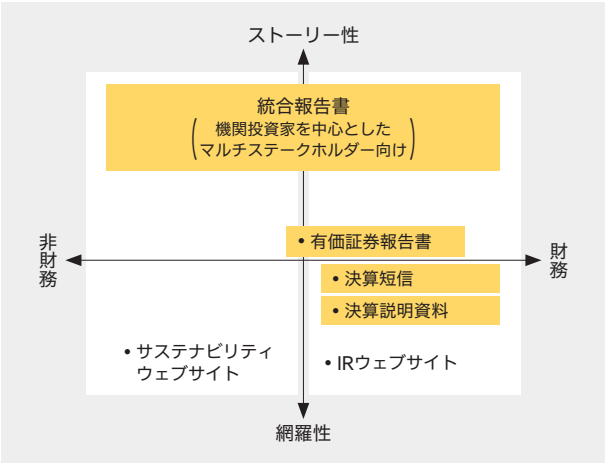 ストーリー性
統合報告書
(機関投資家を中心とした
マルチステークホルダー向け)
• 有価証券報告書
非財務
財務
• 決算短信
• 決算説明資料
• サステナビリティ
ウェブサイト
• IRウェブサイト
網羅性